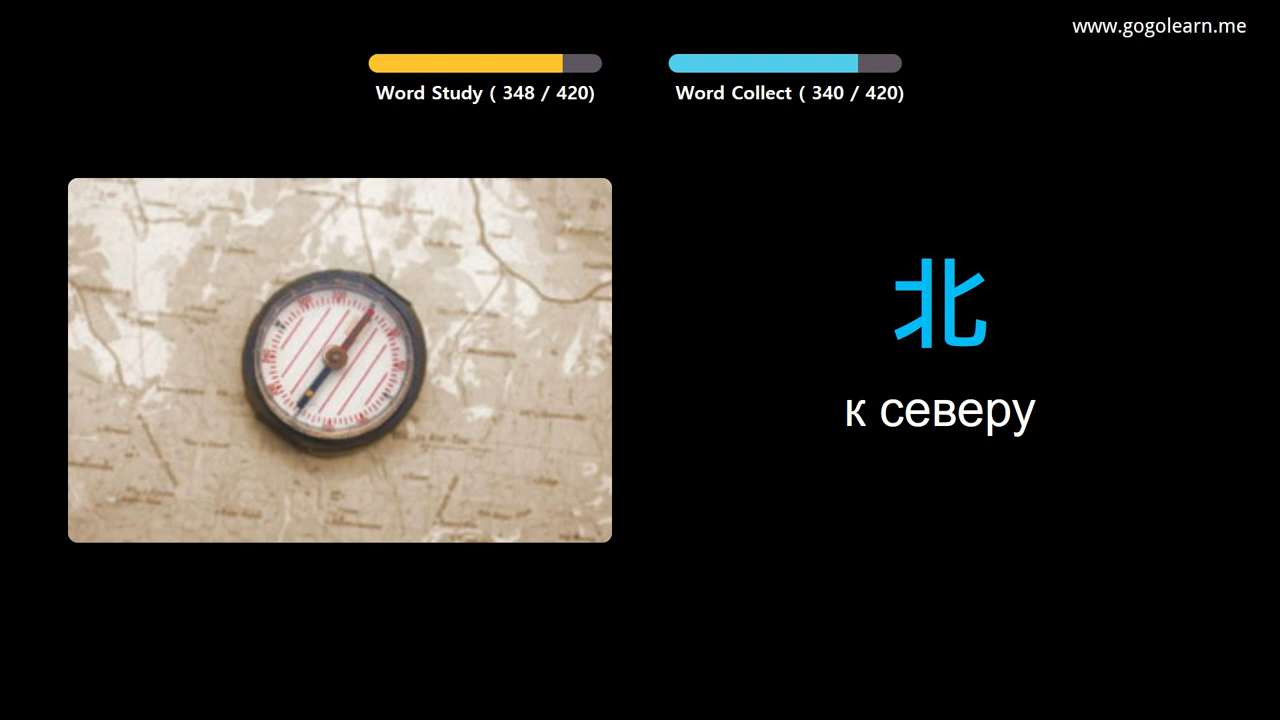 www.gogolearn.me
Word Study ( 348 / 420)
Word Collect ( 340 / 420)
北
к северу